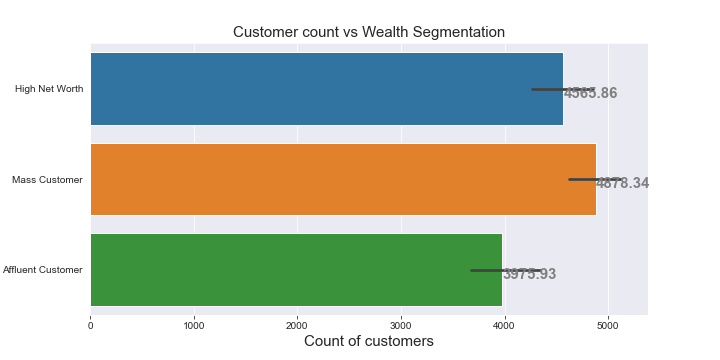 Customer count vs Wealth Segmentation
High Net Worth
4565.86
Mass Customer
4878.34
Affluent Customer
3975.93
0 1000 2000 3000 4000 5000
Count of customers